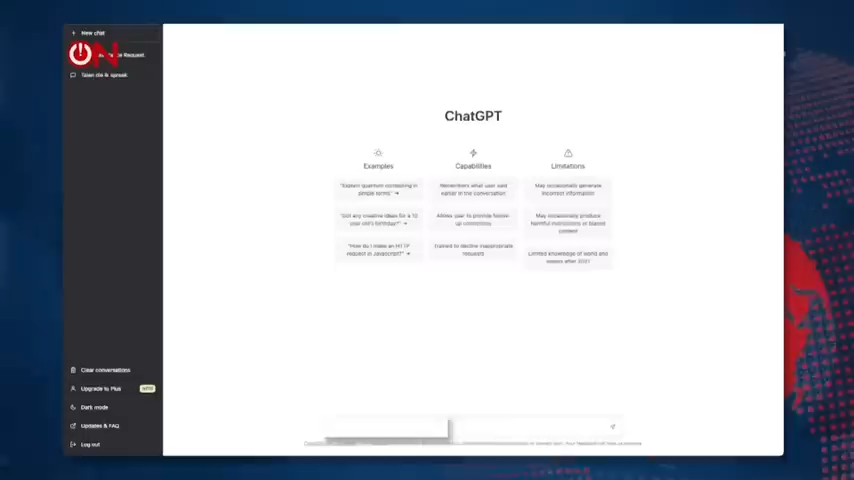 New chat
ON
Request
ChatGPT
Examples
"Explain quantum computing in
simple terms" →
"Got any creative ideas for a 10
year old's birthday?" →
"How do I make an HTTP
request in Javascript?" →
Capabilities
Remembers what user said
earlier in the conversation
Allows user to provide follow-
up corrections
Trained to decline inappropriate
requests
Limitations
May occasionally generate
incorrect information
May occasionally produce
harmful instructions or biased
content
Limited knowledge of world and
events after 2021
Clear conversations
Upgrade to Plus NEW
Dark mode
Updates & FAQ
Log out